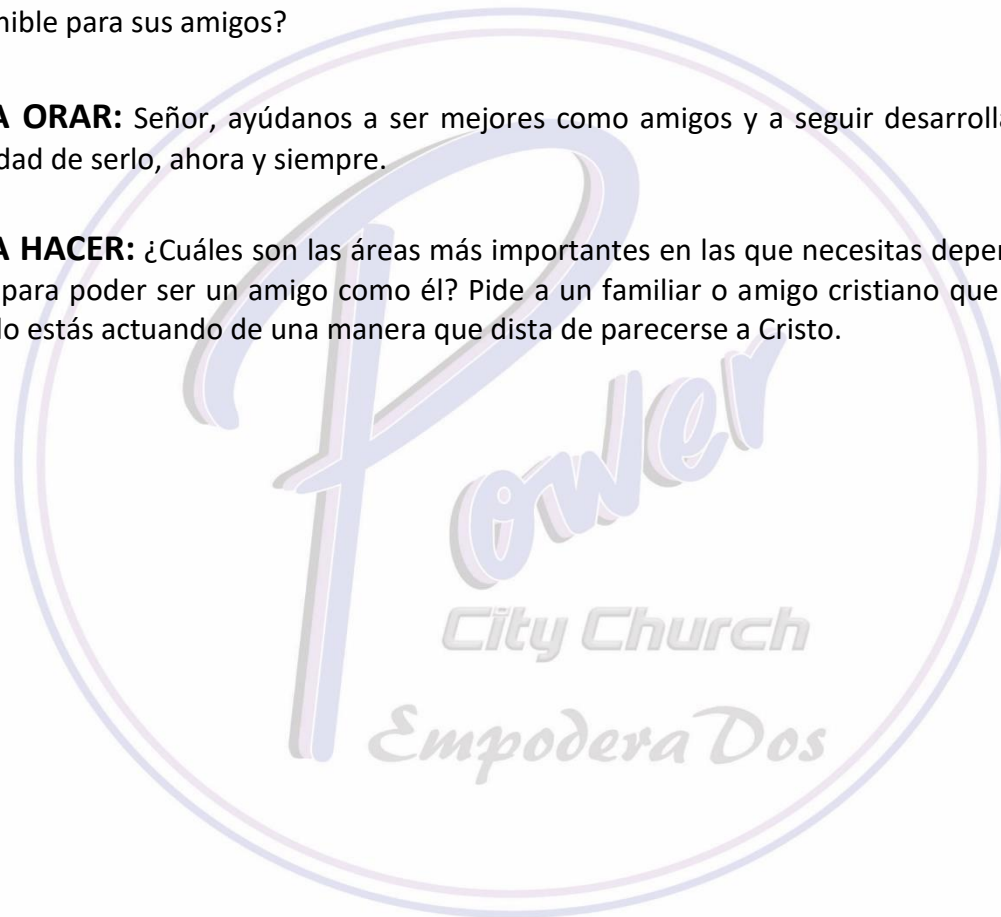 nible para sus amigos?
A ORAR: Señor, ayúdanos a ser mejores como amigos y a seguir desarrolla
dad de serlo, ahora y siempre.
A HACER: ¿Cuáles son las áreas más importantes en las que necesitas depen
para poder ser un amigo como él? Pide a un familiar o amigo cristiano que
do estás actuando de una manera que dista de parecerse a Cristo.
Power
City Church
EmpoderaDos